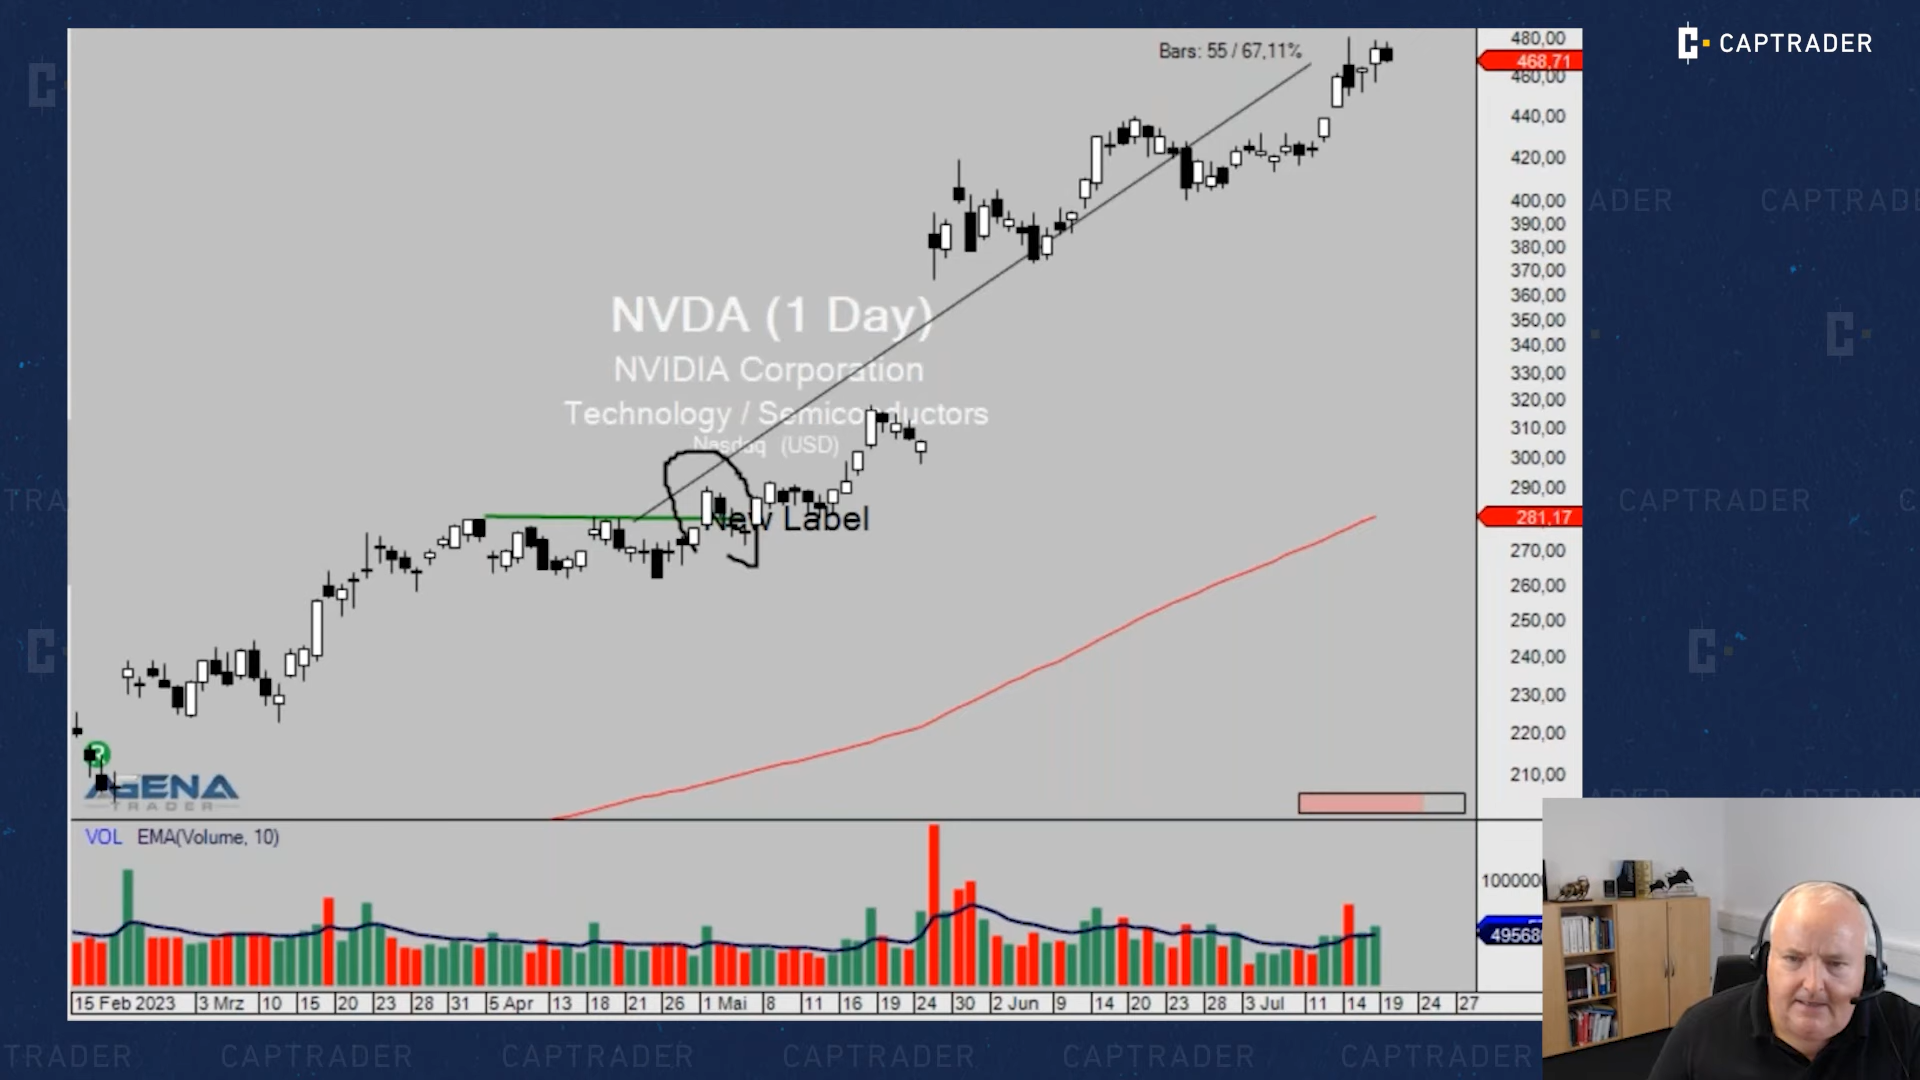 CAPTRADER
Bars: 55 / 67,11%
NVDA (1 Day)
NVIDIA Corporation
Technology / Semiconductors
Nasdaq (USD)
New Label
480,00
468,71
460,00
440,00
420,00
400,00
390,00
380,00
370,00
360,00
350,00
340,00
330,00
320,00
310,00
300,00
290,00
281,17
270,00
260,00
250,00
240,00
230,00
220,00
210,00
?
AGENA
TRADER
VOL EMA(Volume, 10)
1000000
49568
15 Feb 2023 3 Mrz 10 15 20 23 28 31 5 Apr 13 18 21 26 1 Mai 8 11 16 19 24 30 2 Jun 9 14 20 23 28 3 Jul 11 14 19 24 27
ADER
CAPTRADE
TRA
CAPTRADER
CAPTRADE
TRADER
CAPTRADER
CAPTRADER
CAPTRADER
CAPTRADER
CAPTRADER